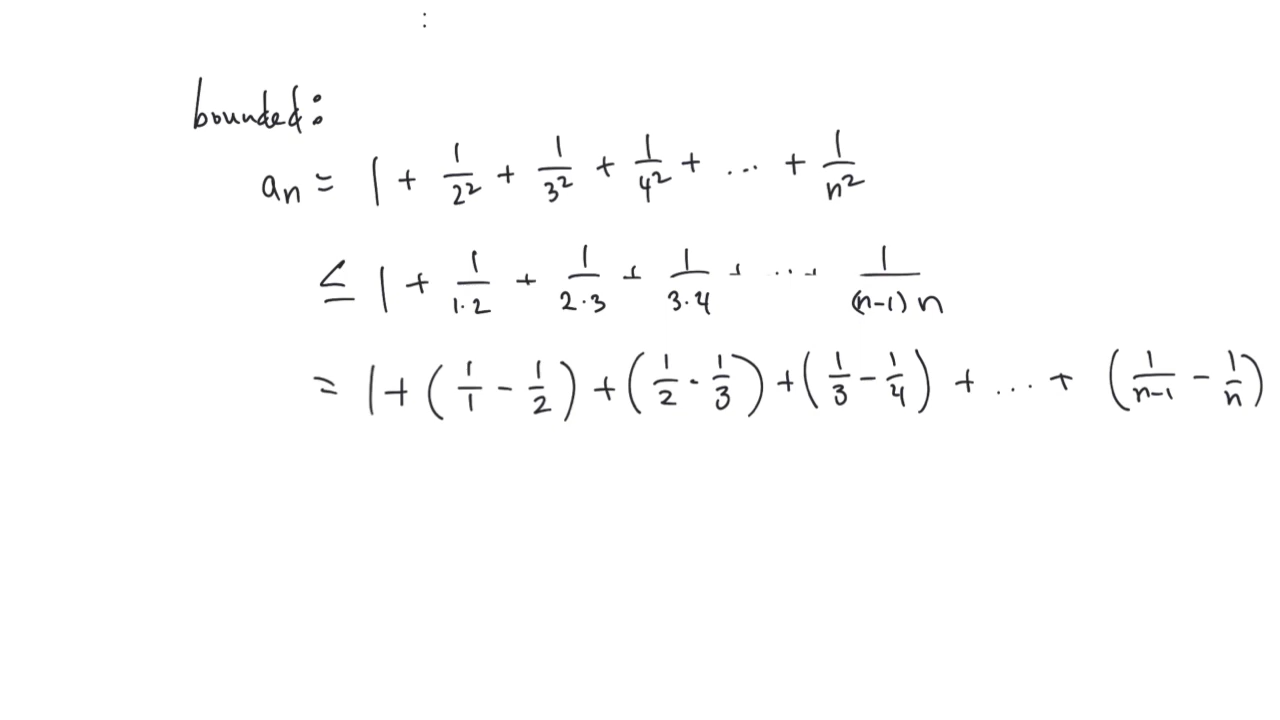 :
bounded:
aₙ = 1 + 1/2² + 1/3² + 1/4² + ... + 1/n²
≤ 1 + 1/(1·2) + 1/(2·3) + 1/(3·4) + ... + 1/((n-1)n)
= 1 + (1/1 - 1/2) + (1/2 - 1/3) + (1/3 - 1/4) + ... + (1/(n-1) - 1/n)